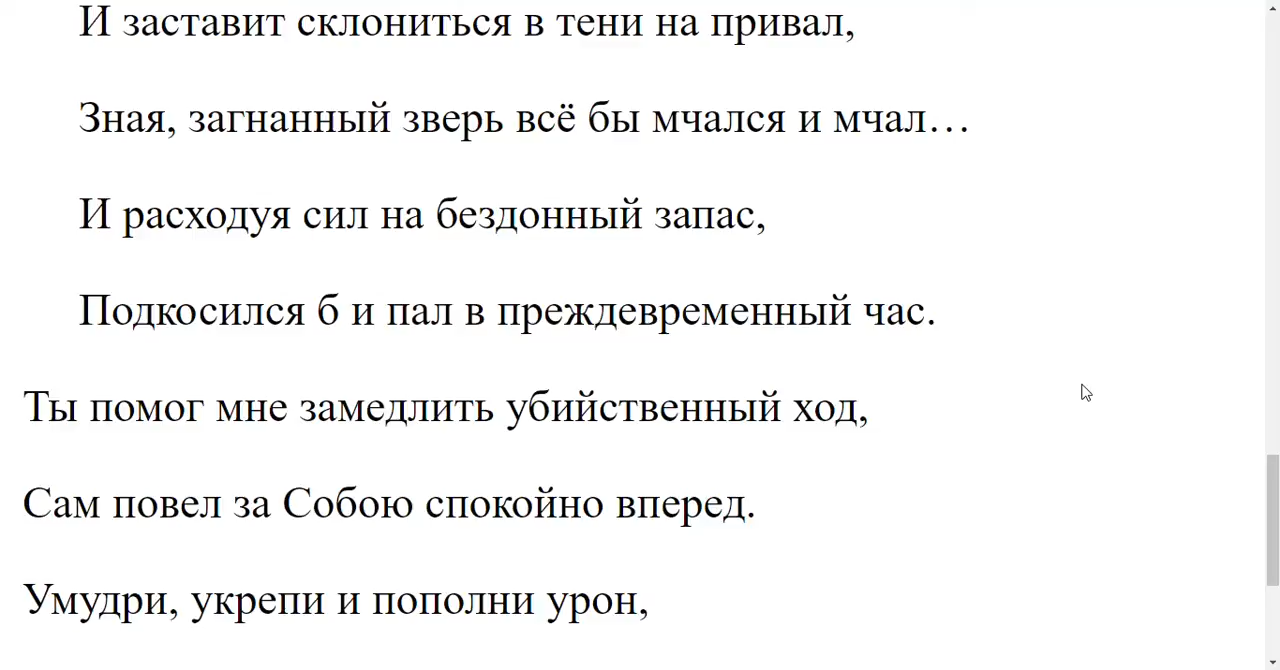 И заставит склониться в тени на привал,
Зная, загнанный зверь всё бы мчался и мчал…
И расходуя сил на бездонный запас,
Подкосился б и пал в преждевременный час.
Ты помог мне замедлить убийственный ход,
Сам повел за Собою спокойно вперед.
Умудри, укрепи и пополни урон,